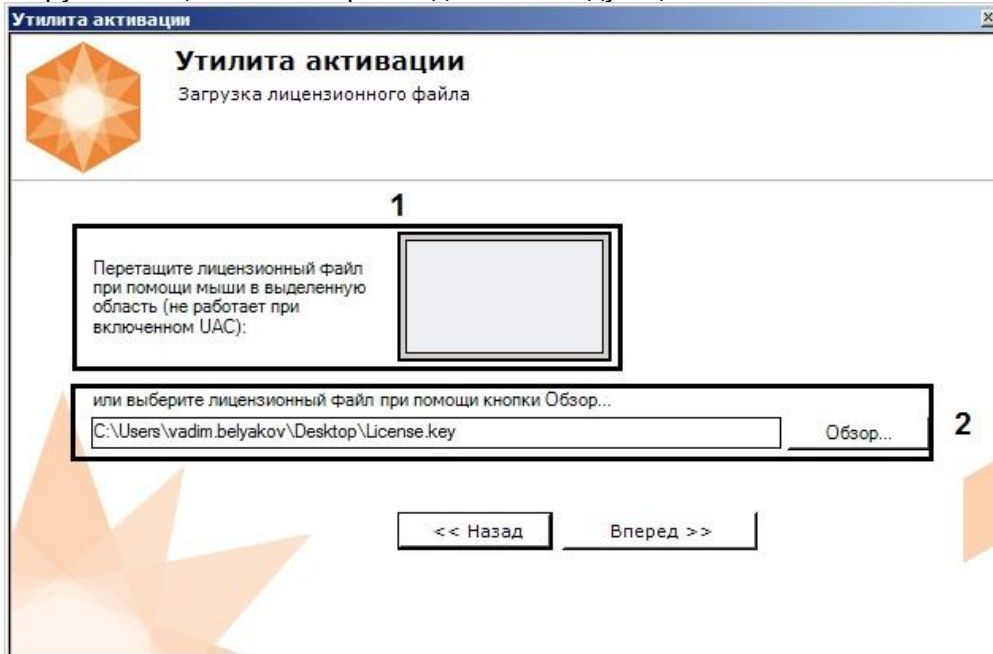 Утилита активации
Утилита активации
Загрузка лицензионного файла
1
Перетащите лицензионный файл
при помощи мыши в выделенную
область (не работает при
включенном UAC):
или выберите лицензионный файл при помощи кнопки Обзор...
C:\Users\vadim.belyakov\Desktop\License.key
Обзор...
2
<< Назад
Вперед >>